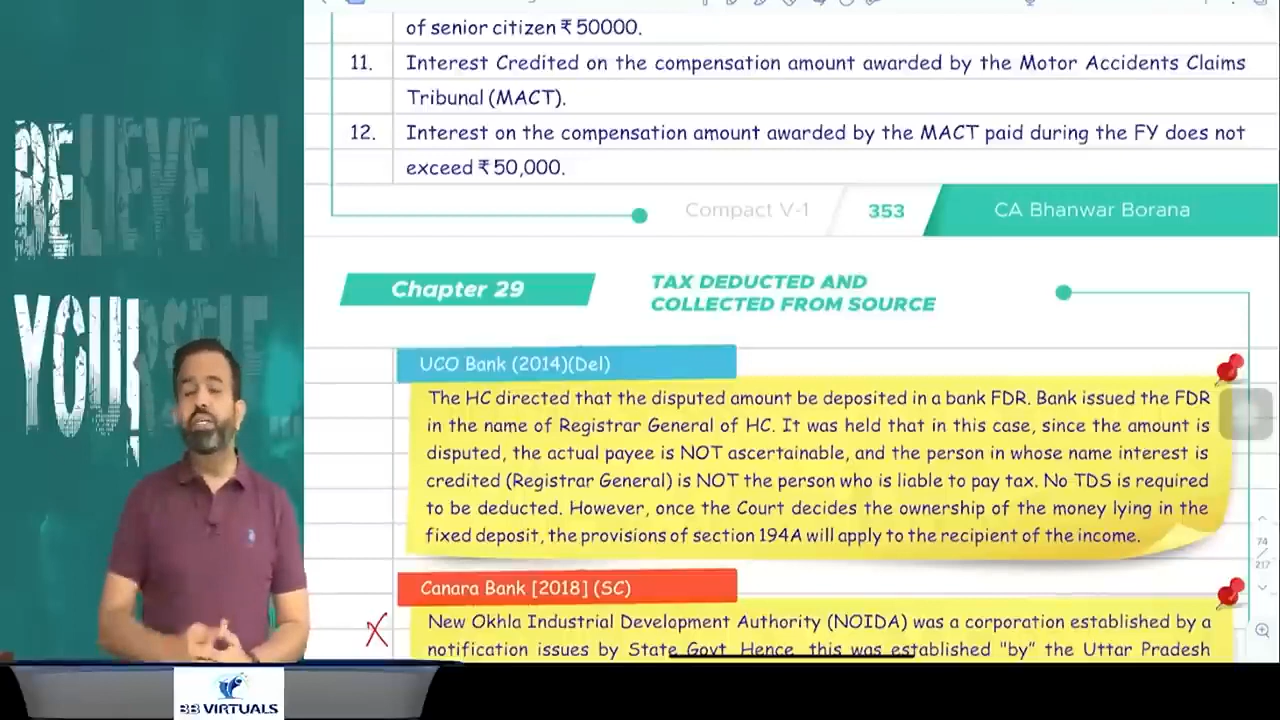 of senior citizen ₹ 50000.
11. Interest Credited on the compensation amount awarded by the Motor Accidents Claims
Tribunal (MACT).
12. Interest on the compensation amount awarded by the MACT paid during the FY does not
exceed ₹ 50,000.
Compact V-1 353 CA Bhanwar Borana
Chapter 29
TAX DEDUCTED AND
COLLECTED FROM SOURCE
UCO Bank (2014)(Del)
The HC directed that the disputed amount be deposited in a bank FDR. Bank issued the FDR
in the name of Registrar General of HC. It was held that in this case, since the amount is
disputed, the actual payee is NOT ascertainable, and the person in whose name interest is
credited (Registrar General) is NOT the person who is liable to pay tax. No TDS is required
to be deducted. However, once the Court decides the ownership of the money lying in the
fixed deposit, the provisions of section 194A will apply to the recipient of the income.
Canara Bank [2018] (SC)
New Okhla Industrial Development Authority (NOIDA) was a corporation established by a
notification issues by State Govt. Hence, this was established "by" the Uttar Pradesh
BELIEVE IN
YOURSELF
BB VIRTUALS
74
217